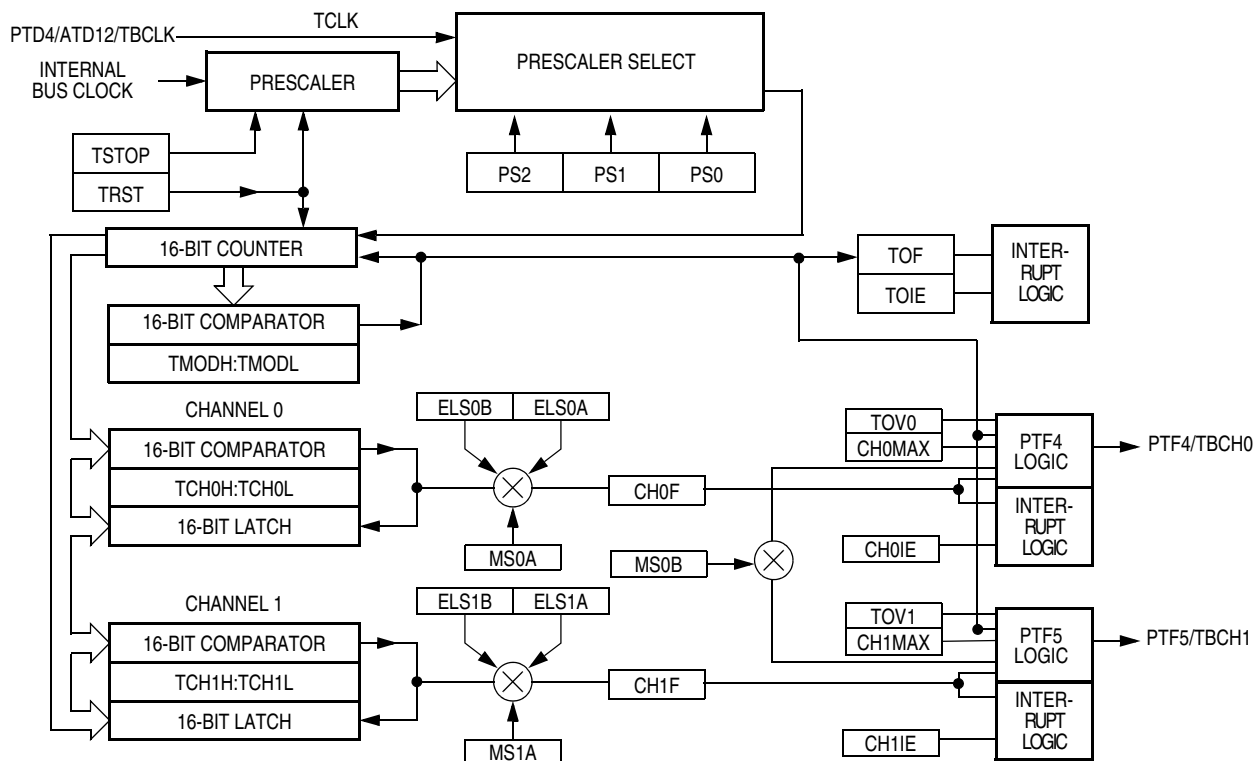 TCLK
PTD4/ATD12/TBCLK
PRESCALER SELECT
INTERNAL
BUS CLOCK
PRESCALER
TSTOP
TRST
PS2
PS1
PS0
16-BIT COUNTER
TOF
TOIE
INTER-
RUPT
LOGIC
16-BIT COMPARATOR
TMODH:TMODL
CHANNEL 0
ELS0B
ELS0A
16-BIT COMPARATOR
TCH0H:TCH0L
16-BIT LATCH
MS0A
CH0F
TOV0
CH0MAX
PTF4
LOGIC
PTF4/TBCH0
INTER-
RUPT
LOGIC
CH0IE
MS0B
CHANNEL 1
ELS1B
ELS1A
16-BIT COMPARATOR
TCH1H:TCH1L
16-BIT LATCH
MS1A
CH1F
TOV1
CH1MAX
PTF5
LOGIC
PTF5/TBCH1
INTER-
RUPT
LOGIC
CH1IE